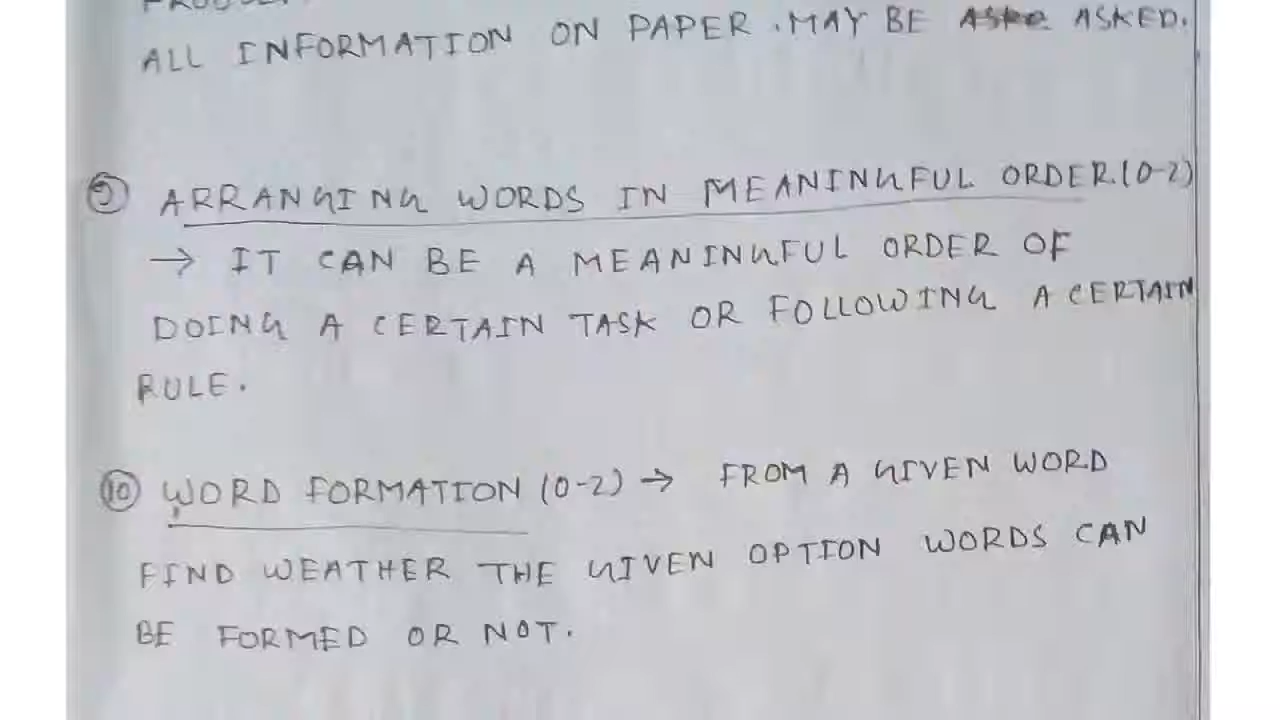 ALL INFORMATION ON PAPER. MAY BE ASKED.
⑨ ARRANGING WORDS IN MEANINGFUL ORDER.(0-2)
→ IT CAN BE A MEANINGFUL ORDER OF
DOING A CERTAIN TASK OR FOLLOWING A CERTAIN
RULE.
⑩ WORD FORMATION (0-2) → FROM A GIVEN WORD
FIND WEATHER THE GIVEN OPTION WORDS CAN
BE FORMED OR NOT.